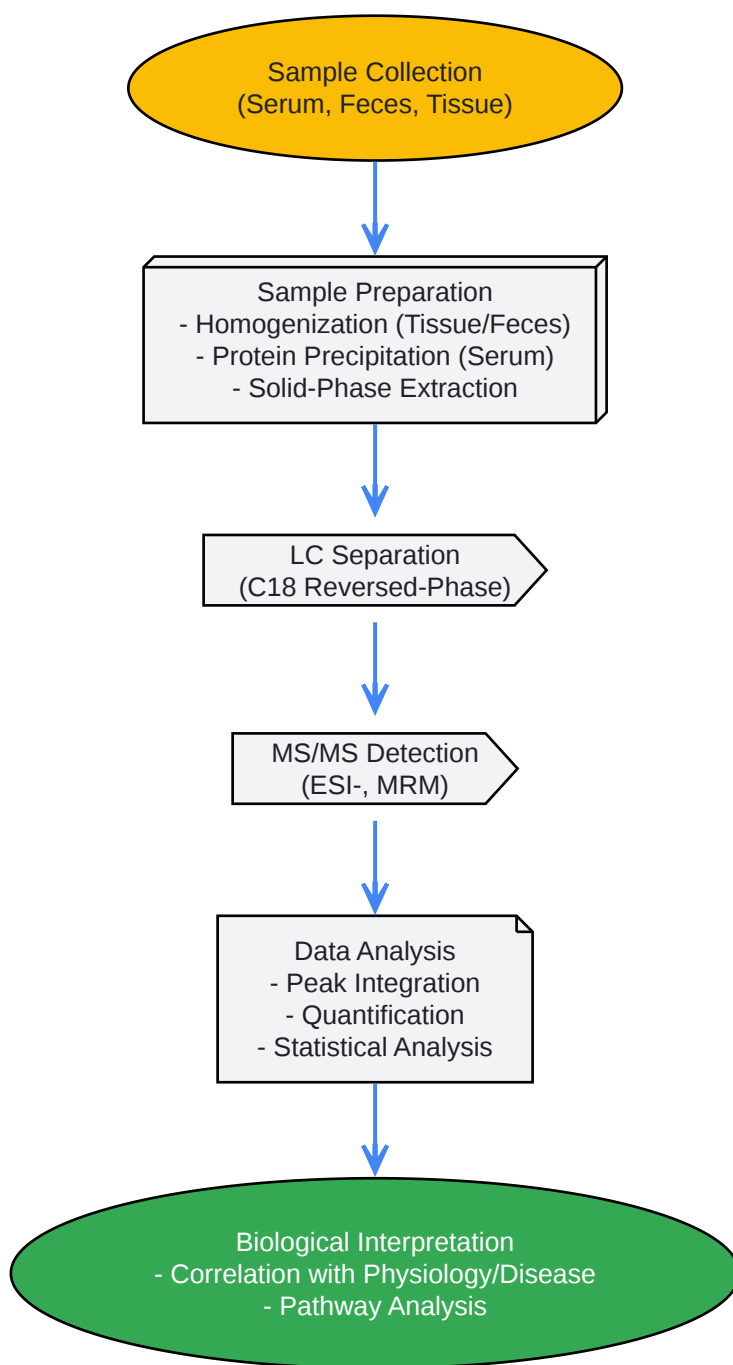 Sample Collection
(Serum, Feces, Tissue)
Sample Preparation
- Homogenization (Tissue/Feces)
- Protein Precipitation (Serum)
- Solid-Phase Extraction
LC Separation
(C18 Reversed-Phase)
MS/MS Detection
(ESI-, MRM)
Data Analysis
- Peak Integration
- Quantification
- Statistical Analysis
Biological Interpretation
- Correlation with Physiology/Disease
- Pathway Analysis